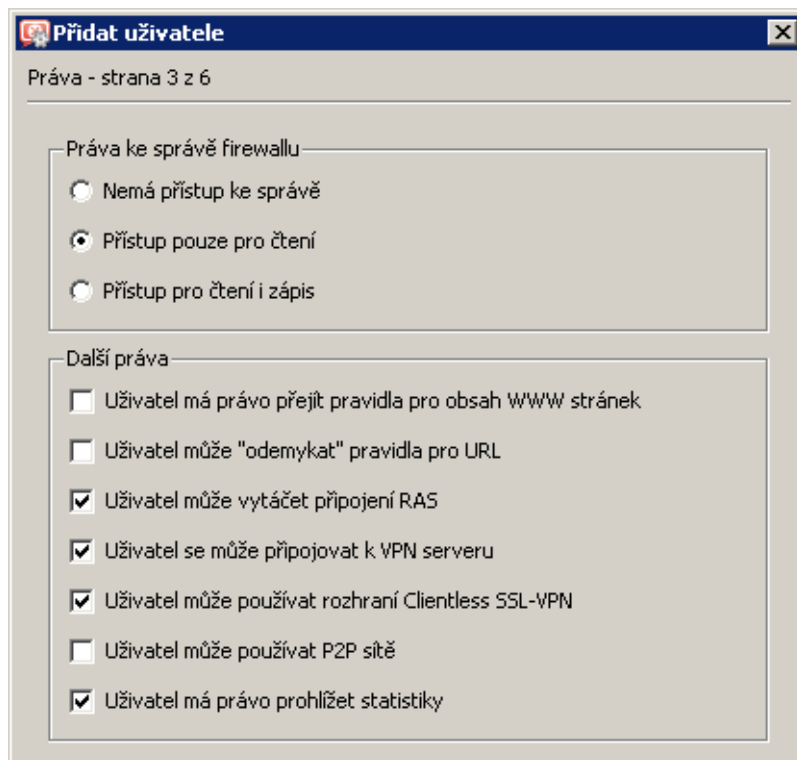 Přidat uživatele
Práva - strana 3 z 6
Práva ke správě firewallu
Nemá přístup ke správě
Přístup pouze pro čtení
Přístup pro čtení i zápis
Další práva
Uživatel má právo přejít pravidla pro obsah WWW stránek
Uživatel může "odemykat" pravidla pro URL
Uživatel může vytáčet připojení RAS
Uživatel se může připojovat k VPN serveru
Uživatel může používat rozhraní Clientless SSL-VPN
Uživatel může používat P2P sítě
Uživatel má právo prohlížet statistiky